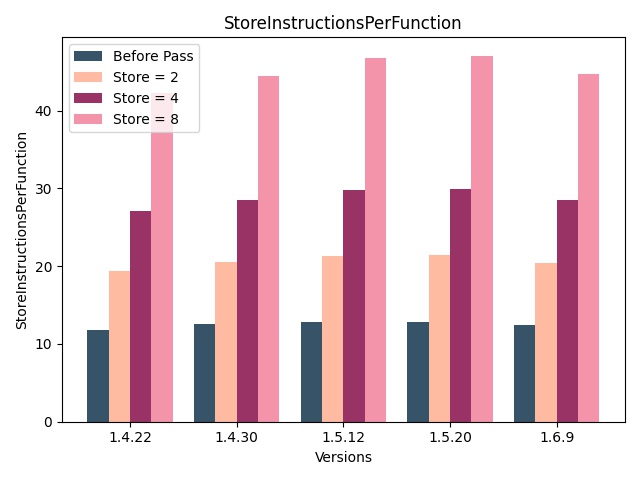 StoreInstructionsPerFunction
Before Pass
Store = 2
Store = 4
Store = 8
StoreInstructionsPerFunction
40
30
20
10
0
1.4.22
1.4.30
1.5.12
1.5.20
1.6.9
Versions